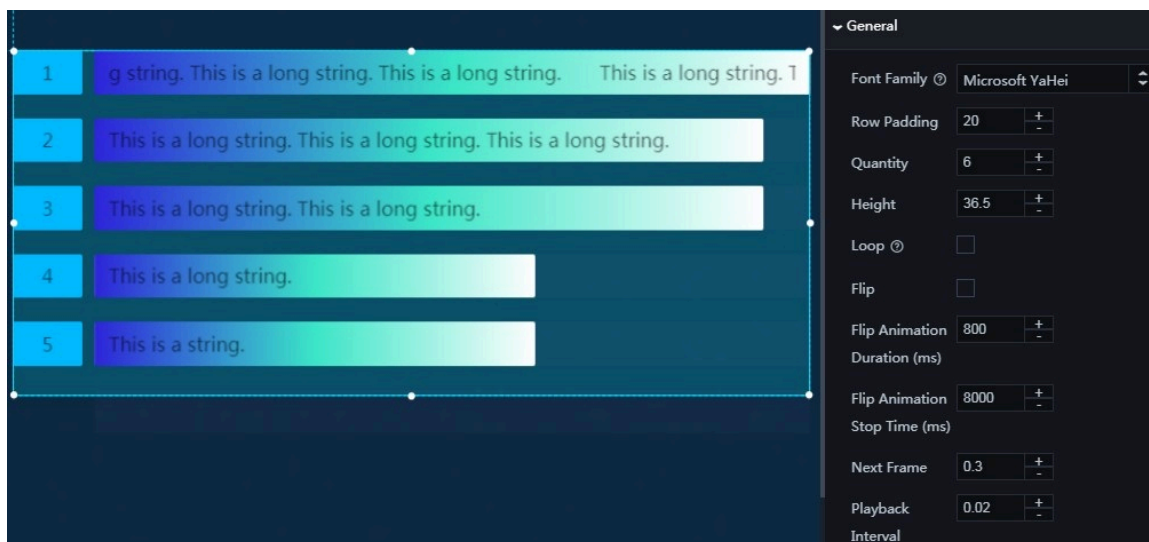 1 g string. This is a long string. This is a long string. This is a long string. T
2 This is a long string. This is a long string. This is a long string.
3 This is a long string. This is a long string.
4 This is a long string.
5 This is a string.
General
Font Family Microsoft YaHei
Row Padding 20 + -
Quantity 6 + -
Height 36.5 + -
Loop
Flip
Flip Animation 800 + -
Duration (ms)
Flip Animation 8000 + -
Stop Time (ms)
Next Frame 0.3 + -
Playback 0.02 + -
Interval